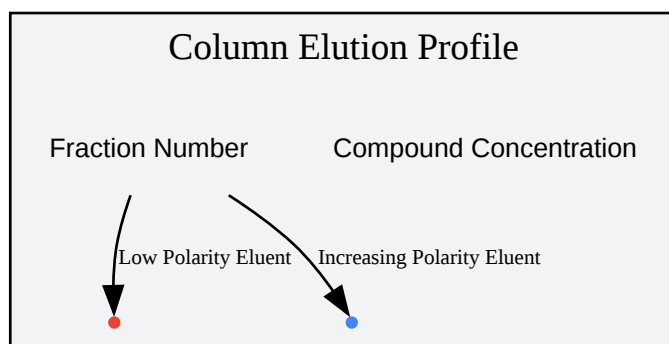 Column Elution Profile
Fraction Number
Compound Concentration
Low Polarity Eluent
Increasing Polarity Eluent